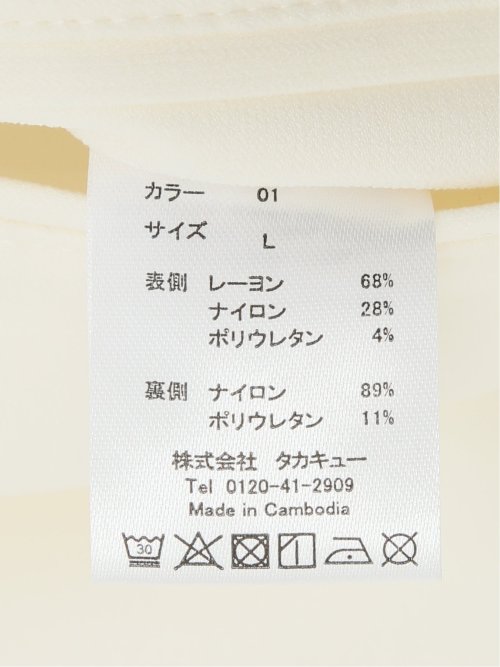 カラー 01
サイズ L
表側 レーヨン 68%
ナイロン 28%
ポリウレタン 4%
裏側 ナイロン 89%
ポリウレタン 11%
株式会社 タカキュー
Tel 0120-41-2909
Made in Cambodia
30